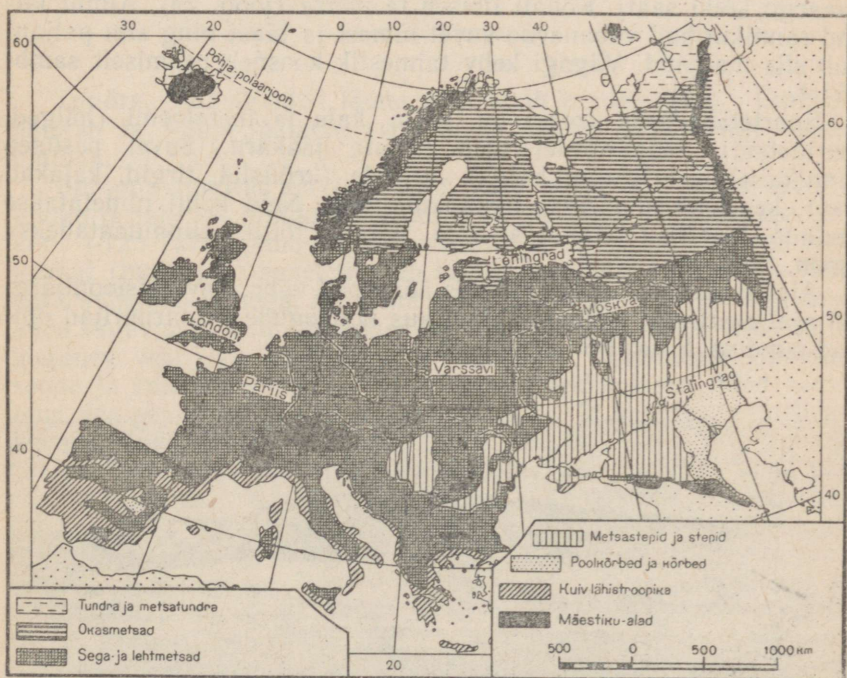 30 20 0 10 20 30 40 60
60
Põhja-polaarjoon
60
Leningrad
50
London
Moskva
50
Varssavi
Pariis
Stalingrad
40
40
Metsastepid ja stepid
Poolkõrbed ja kõrbed
Kuiv lähistroopika
Mäestiku-alad
Tundra ja metsatundra
Okasmetsad
Sega-ja lehtmetsad
20
500 0 500 1000 км